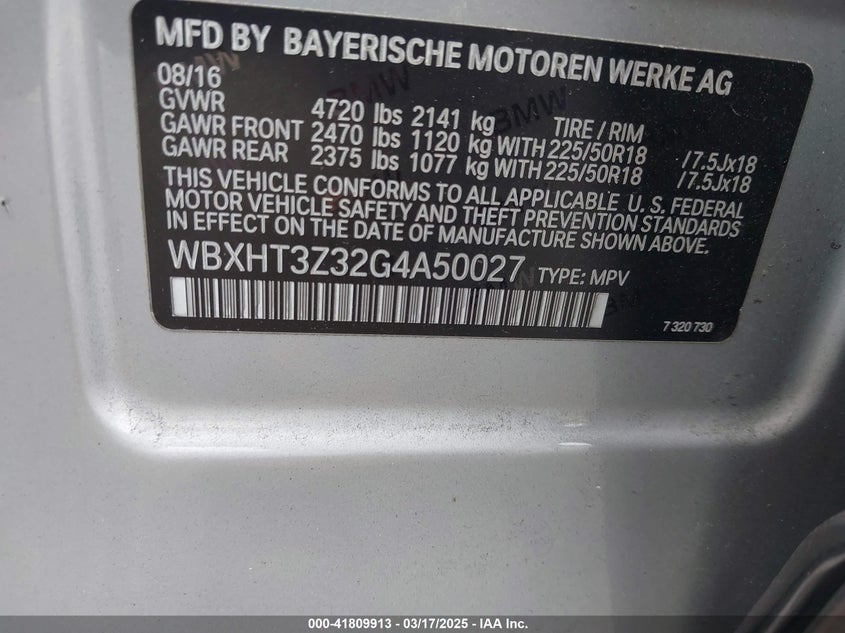 MFD BY BAYERISCHE MOTOREN WERKE AG
08/16
GVWR 4720 lbs 2141 kg TIRE / RIM
GAWR FRONT 2470 lbs 1120 kg WITH 225/50R18 /7.5Jx18
GAWR REAR 2375 lbs 1077 kg WITH 225/50R18 /7.5Jx18
THIS VEHICLE CONFORMS TO ALL APPLICABLE U. S. FEDERAL
MOTOR VEHICLE SAFETY AND THEFT PREVENTION STANDARDS
IN EFFECT ON THE DATE OF MANUFACTURE SHOWN ABOVE.
WBXHT3Z32G4A50027 TYPE: MPV
7 320 730
000-41809913 - 03/17/2025 - IAA Inc.